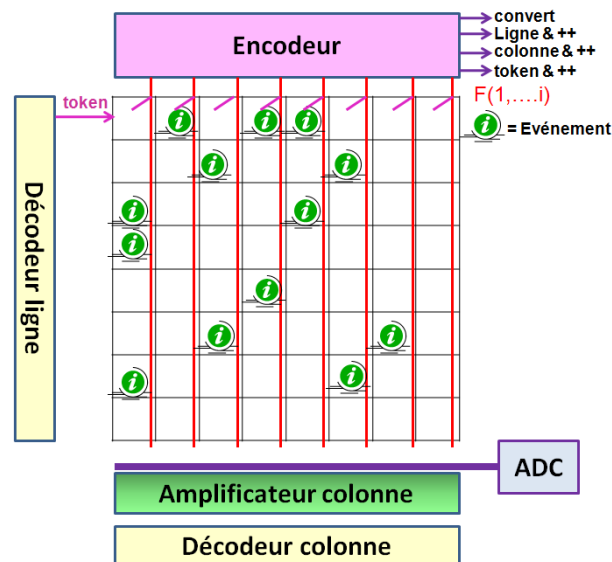 Encodeur
convert
Ligne & ++
colonne & ++
token & ++
F(1,....i)
i = Evénement
token
i i i
i i
i i
i
i
i i
i i
Décodeur ligne
ADC
Amplificateur colonne
Décodeur colonne